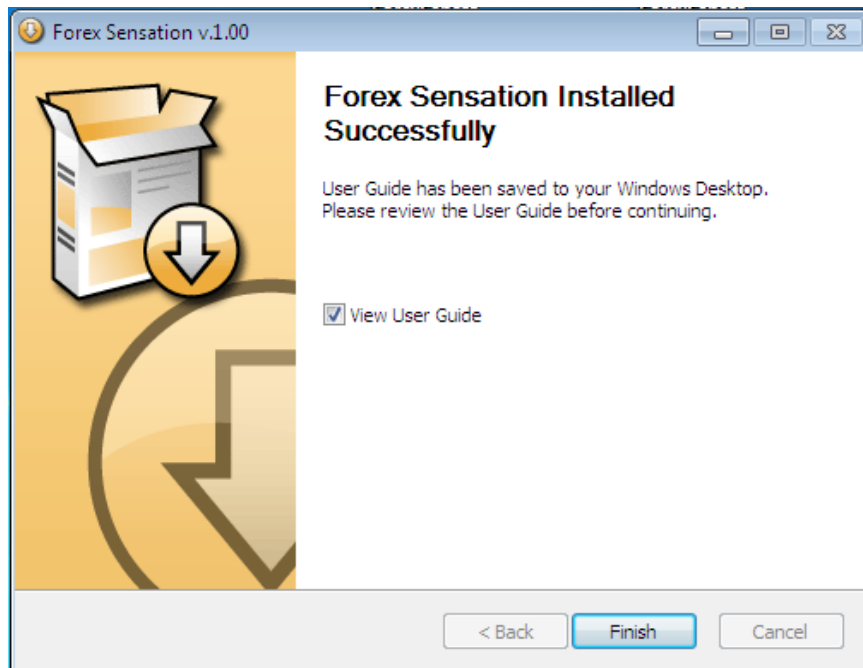 Forex Sensation v.1.00
Forex Sensation Installed
Successfully
User Guide has been saved to your Windows Desktop.
Please review the User Guide before continuing.
View User Guide
< Back
Finish
Cancel